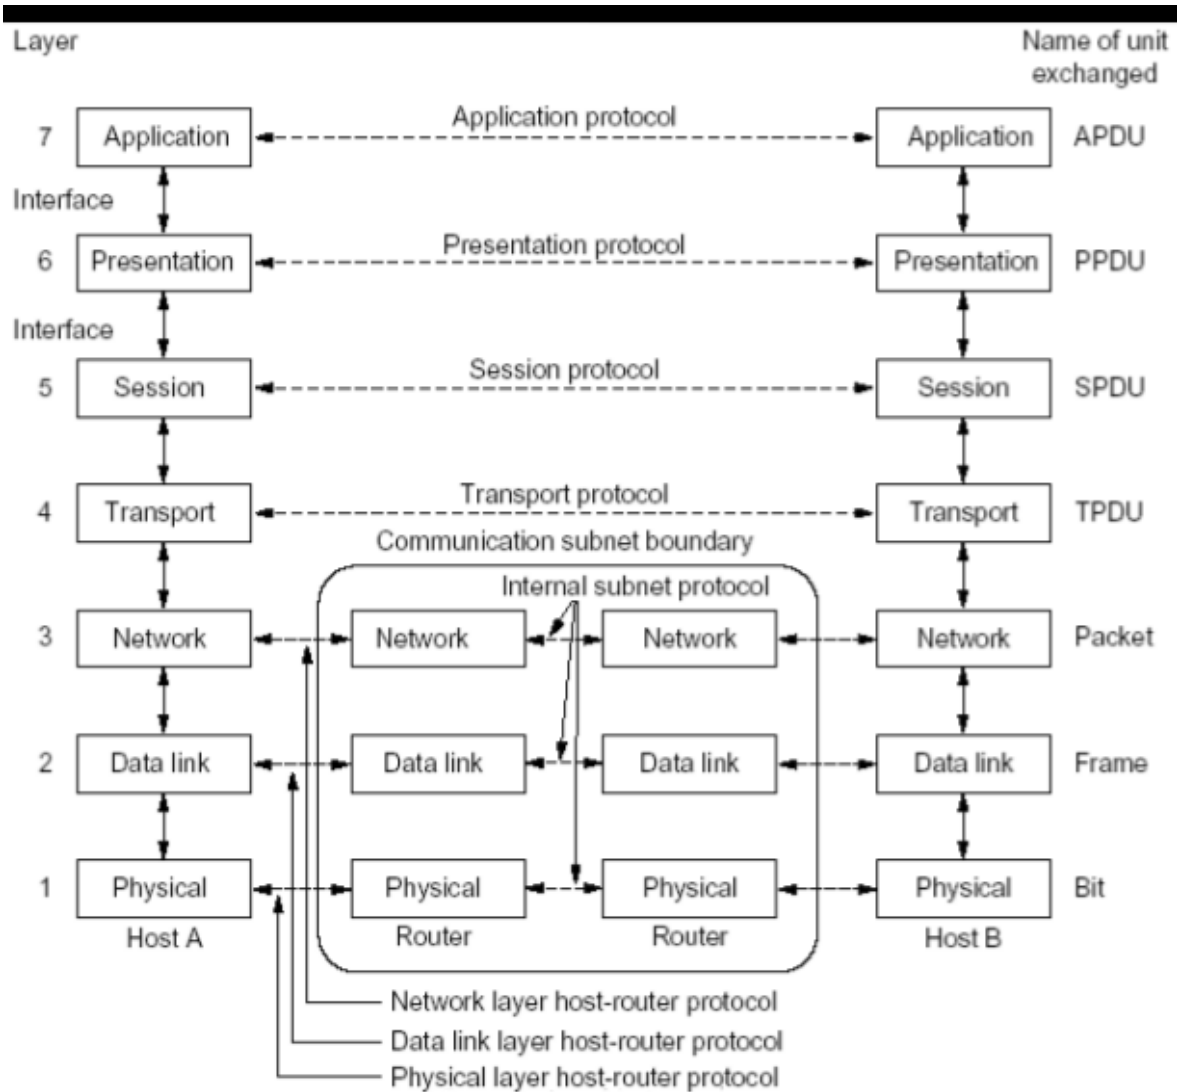 Layer
Name of unit
exchanged
7 Application Application protocol Application APDU
Interface
6 Presentation Presentation protocol Presentation PPDU
Interface
5 Session Session protocol Session SPDU
4 Transport Transport protocol Transport TPDU
Communication subnet boundary
Internal subnet protocol
3 Network Network Network Network Packet
2 Data link Data link Data link Data link Frame
1 Physical Physical Physical Physical Bit
Host A Router Router Host B
Network layer host-router protocol
Data link layer host-router protocol
Physical layer host-router protocol